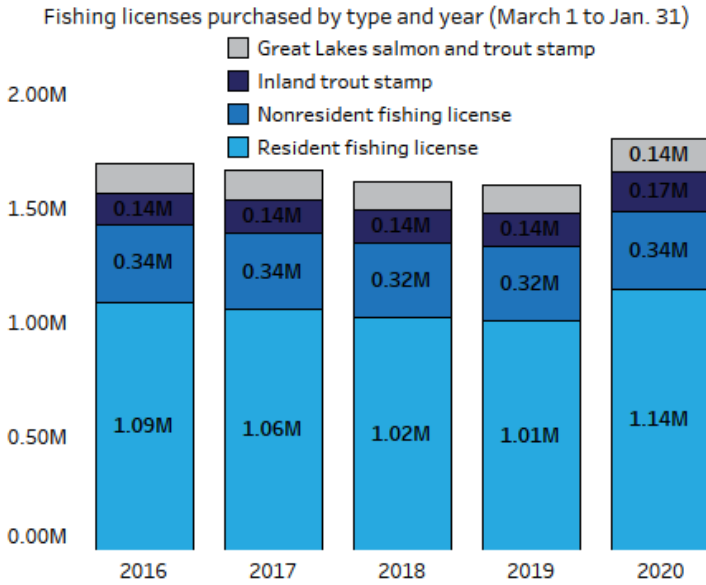 Fishing licenses purchased by type and year (March 1 to Jan. 31)
Great Lakes salmon and trout stamp
Inland trout stamp
Nonresident fishing license
Resident fishing license
2.00M
1.50M
1.00M
0.50M
0.00M
0.14M
0.34M
1.09M
0.14M
0.34M
1.06M
0.14M
0.32M
1.02M
0.14M
0.32M
1.01M
0.14M
0.17M
0.34M
1.14M
2016
2017
2018
2019
2020